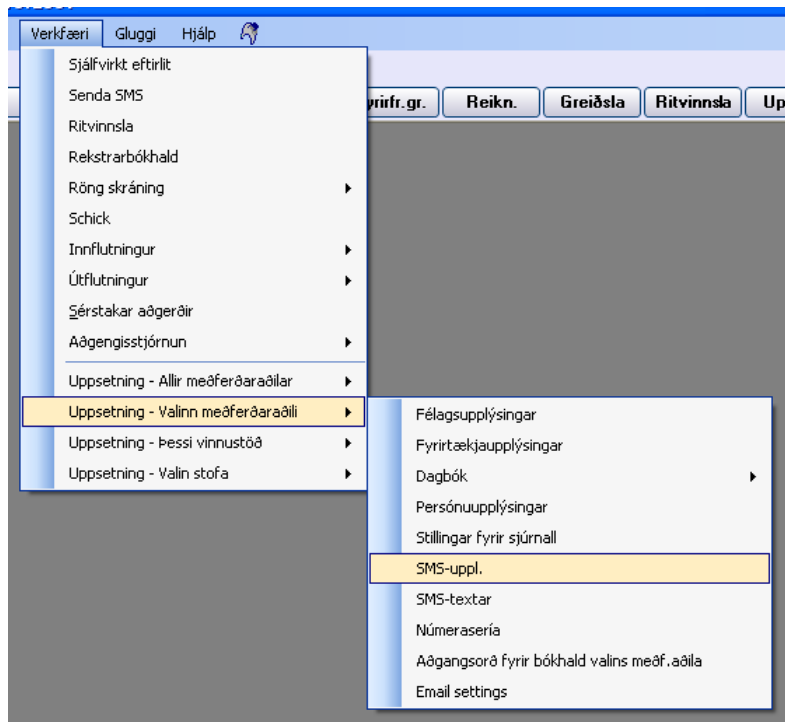 Verkfæri Gluggi Hjálp
Sjálfvirkt eftirlit
Senda SMS
Reikn. Greiðsla Ritvinnsla Up
Ritvinnsla
Rekstrarbókhald
Röng skráning
Schick
Innflutningur
Útflutningur
Sérstakar aðgerðir
Aðgengisstjórnun
Uppsetning - Allir meðferðaraðilar
Uppsetning - Valinn meðferðaraðili
Uppsetning - Þessi vinnustöð
Uppsetning - Valin stofa
Félagsupplýsingar
Fyrirtækjaupplýsingar
Dagbók
Persónuupplýsingar
Stillingar fyrir sjúrnall
SMS-uppl.
SMS-textar
Númerasería
Aðgangsorð fyrir bókhald valins meðf.aðila
Email settings